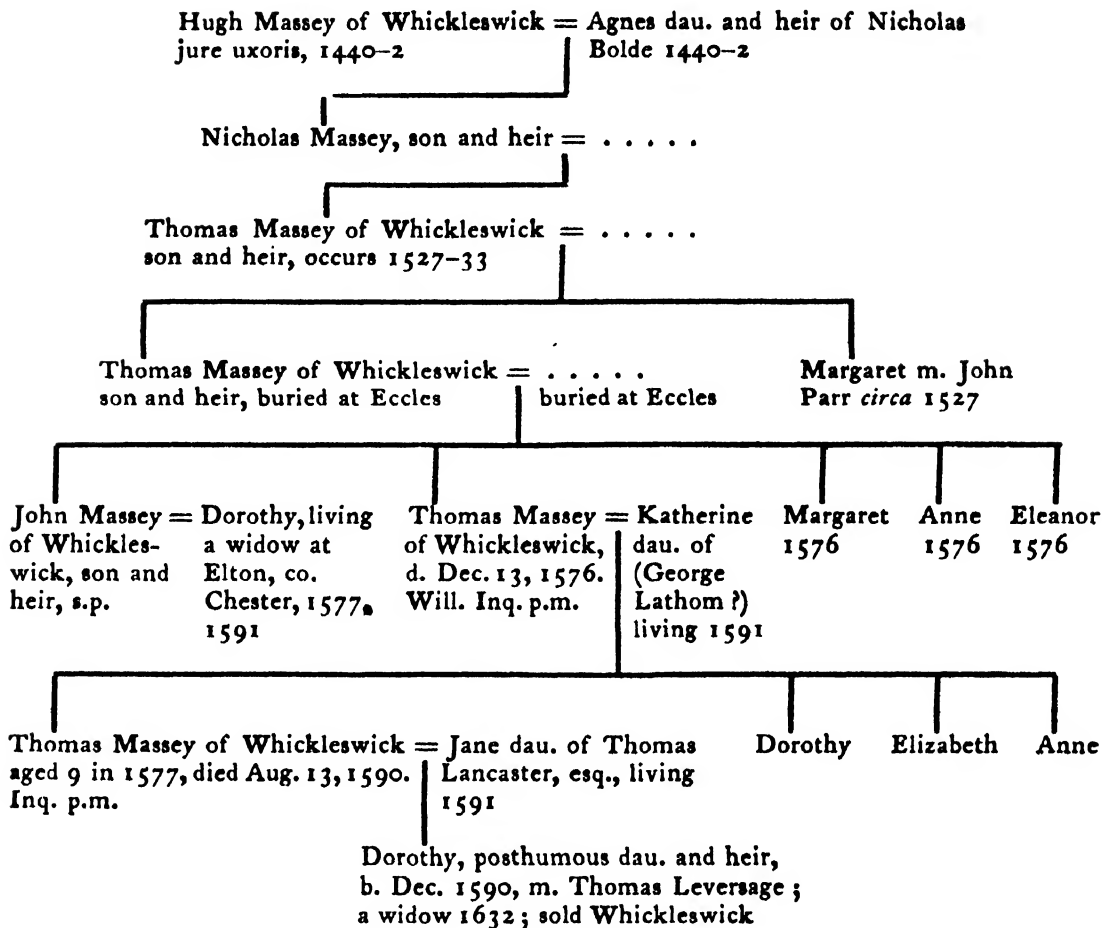 Hugh Massey of Whickleswick = Agnes dau. and heir of Nicholas
jure uxoris, 1440–2 Bolde 1440–2
Nicholas Massey, son and heir = . . . . .
Thomas Massey of Whickleswick = . . . . .
son and heir, occurs 1527–33
Thomas Massey of Whickleswick = . . . . .
son and heir, buried at Eccles buried at Eccles
Margaret m. John
Parr circa 1527
John Massey =
of Whickles-
wick, son and
heir, s.p.
Dorothy, living
a widow at
Elton, co.
Chester, 1577,
1591
Thomas Massey =
of Whickleswick,
d. Dec. 13, 1576.
Will. Inq. p.m.
Katherine
dau. of
(George
Lathom ?)
living 1591
Margaret
1576
Anne
1576
Eleanor
1576
Thomas Massey of Whickleswick =
aged 9 in 1577, died Aug. 13, 1590.
Inq. p.m.
Jane dau. of Thomas
Lancaster, esq., living
1591
Dorothy
Elizabeth
Anne
Dorothy, posthumous dau. and heir,
b. Dec. 1590, m. Thomas Leversage ;
a widow 1632 ; sold Whickleswick